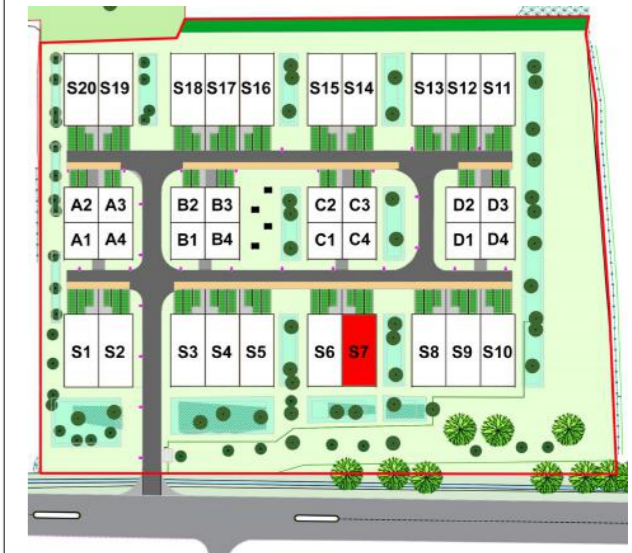 S20 S19 S18 S17 S16 S15 S14 S13 S12 S11
A2 A3 B2 B3 C2 C3 D2 D3
A1 A4 B1 B4 C1 C4 D1 D4
S1 S2 S3 S4 S5 S6 S7 S8 S9 S10